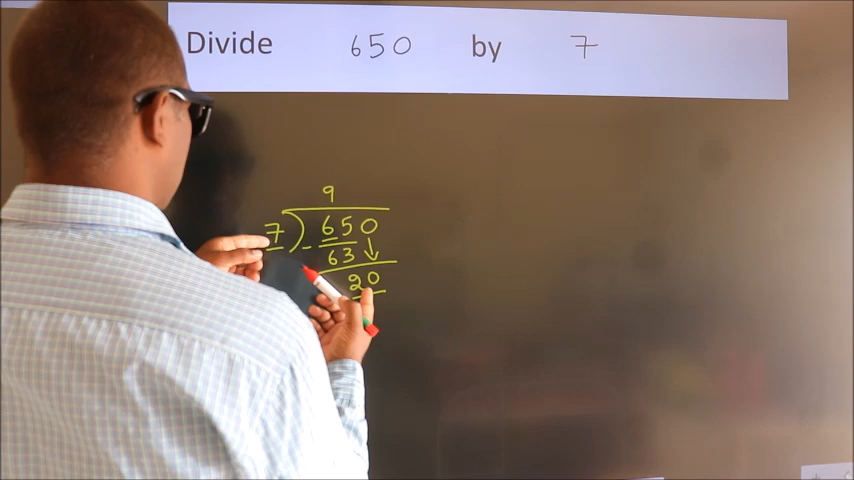 Divide 650 by 7
9
7 ) 650
- 63 ↓
20